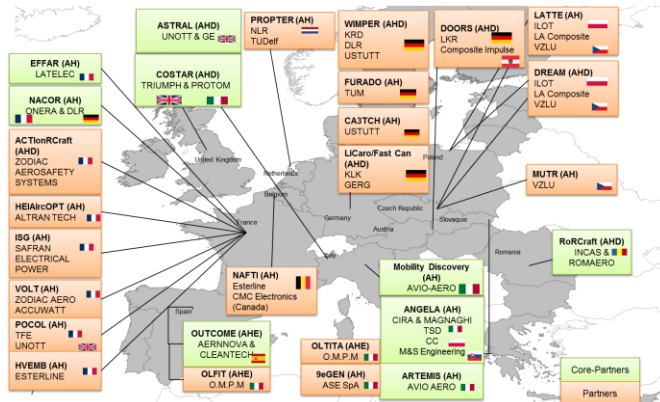 ASTRAL (AHD)
UNOTT & GE
PROPTER (AH)
NLR
TUDelf
WIMPER (AHD)
KRD
DLR
USTUTT
DOORS (AH)
LKR
Composite Impulse
LATTE (AH)
ILOT
LA Composite
VZLU
EFFAR (AH)
LATELEC
COSTAR (AHD)
TRIUMPH & PROTOM
FURADO (AH)
TUM
DREAM (AHD)
ILOT
LA Composite
VZLU
NACOR (AH)
ONERA & DLR
CA3TCH (AH)
USTUTT
ACTIonRCraft
(AHD)
ZODIAC
AEROSAFETY
SYSTEMS
LiCaro/Fast Can
(AHD)
KLK
GERG
MUTR (AH)
VZLU
United Kingdom
Netherlands
Belgium
Poland
Germany
Czech Republic
Slovaquie
Austria
France
Italy
Romania
Spain
HElAIrcOPT (AH)
ALTRAN TECH
ISG (AH)
SAFRAN
ELECTRICAL
POWER
RoRCraft (AHD)
INCAS &
ROMAERO
NAFTI (AH)
Esterline
CMC Electronics
(Canada)
Mobility Discovery
(AH)
AVIO-AERO
VOLT (AH)
ZODIAC AERO
ACCUWATT
ANGELA (AH)
CIRA & MAGNAGHI
TSD
CC
M&S Engineering
POCOL (AH)
TFE
UNOTT
OUTCOME (AHE)
AERNNOVA &
CLEANTECH
OLTITA (AHE)
O.M.P.M
HVEMB (AH)
ESTERLINE
OLFIT (AHE)
O.M.P.M
9eGEN (AH)
ASE SpA
ARTEMIS (AH)
AVIO AERO
Core-Partners
Partners